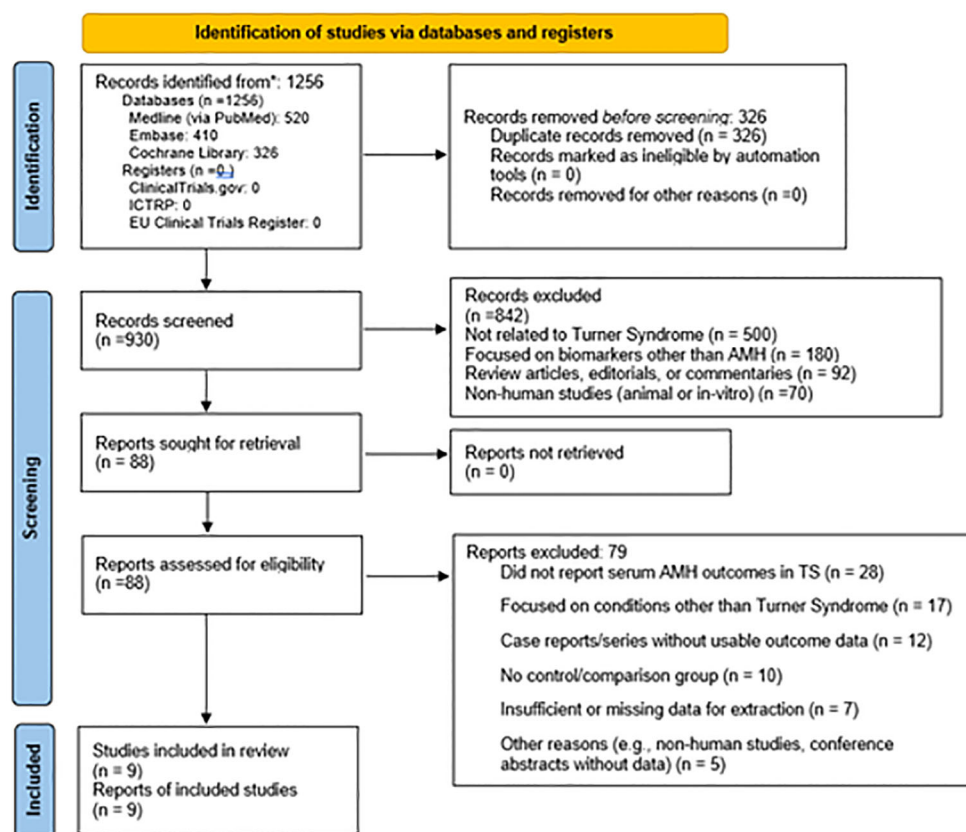 Identification of studies via databases and registers
Identification
Records identified from*: 1256
Databases (n =1256)
Medline (via PubMed): 520
Embase: 410
Cochrane Library: 326
Registers (n =0 )
ClinicalTrials.gov: 0
ICTRP: 0
EU Clinical Trials Register: 0
Records removed before screening: 326
Duplicate records removed (n = 326)
Records marked as ineligible by automation
tools (n = 0)
Records removed for other reasons (n =0)
Screening
Records screened
(n =930)
Records excluded
(n =842)
Not related to Turner Syndrome (n = 500)
Focused on biomarkers other than AMH (n = 180)
Review articles, editorials, or commentaries (n = 92)
Non-human studies (animal or in-vitro) (n =70)
Reports sought for retrieval
(n = 88)
Reports not retrieved
(n = 0)
Reports assessed for eligibility
(n =88)
Reports excluded: 79
Did not report serum AMH outcomes in TS (n = 28)
Focused on conditions other than Turner Syndrome (n = 17)
Case reports/series without usable outcome data (n = 12)
No control/comparison group (n = 10)
Insufficient or missing data for extraction (n = 7)
Other reasons (e.g., non-human studies, conference
abstracts without data) (n = 5)
Included
Studies included in review
(n = 9)
Reports of included studies
(n = 9)